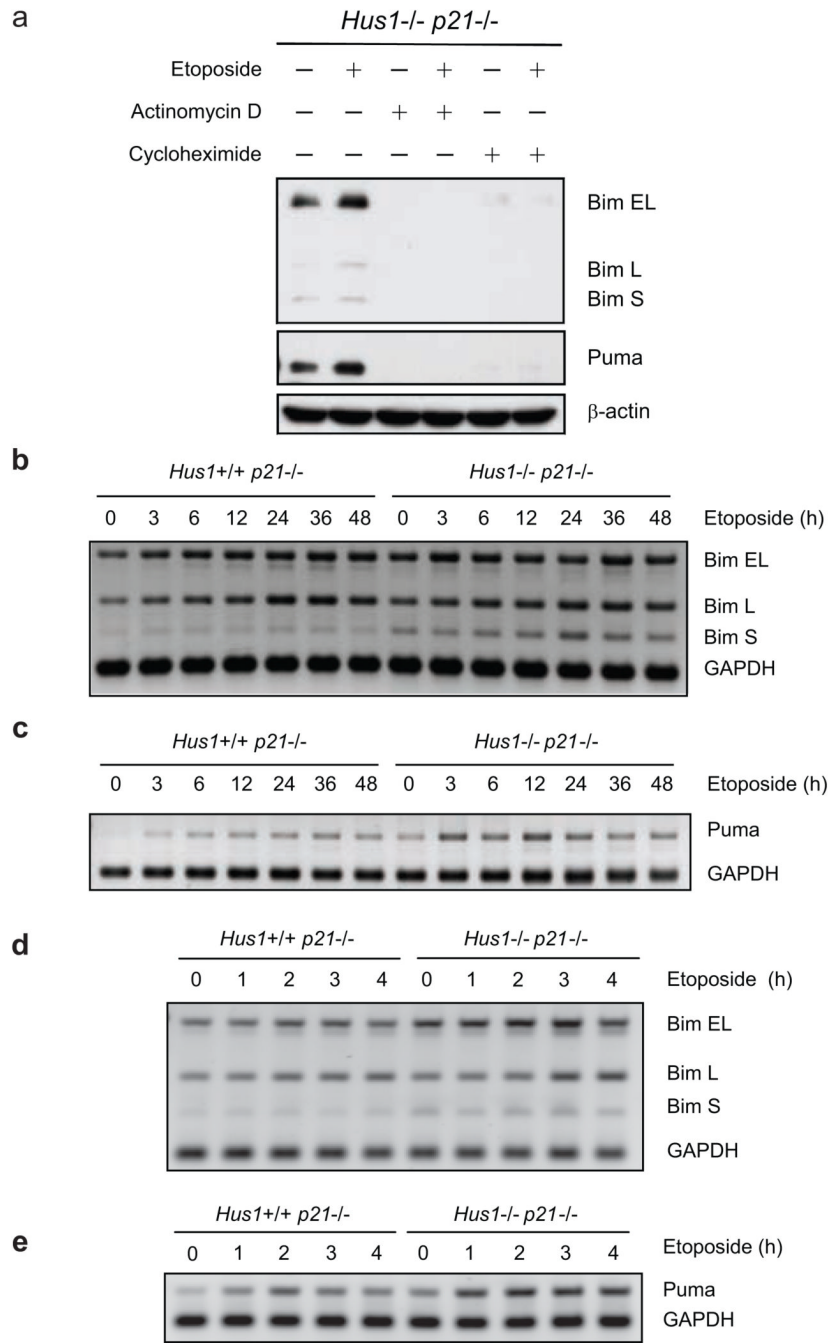 a
Hus1-/- p21-/-
Etoposide − + − + − +
Actinomycin D − − + + − −
Cycloheximide − − − − + +
Bim EL
Bim L
Bim S
Puma
β-actin
b
Hus1+/+ p21-/- Hus1-/- p21-/-
0 3 6 12 24 36 48 0 3 6 12 24 36 48 Etoposide (h)
Bim EL
Bim L
Bim S
GAPDH
c
Hus1+/+ p21-/- Hus1-/- p21-/-
0 3 6 12 24 36 48 0 3 6 12 24 36 48 Etoposide (h)
Puma
GAPDH
d
Hus1+/+ p21-/- Hus1-/- p21-/-
0 1 2 3 4 0 1 2 3 4 Etoposide (h)
Bim EL
Bim L
Bim S
GAPDH
e
Hus1+/+ p21-/- Hus1-/- p21-/-
0 1 2 3 4 0 1 2 3 4 Etoposide (h)
Puma
GAPDH